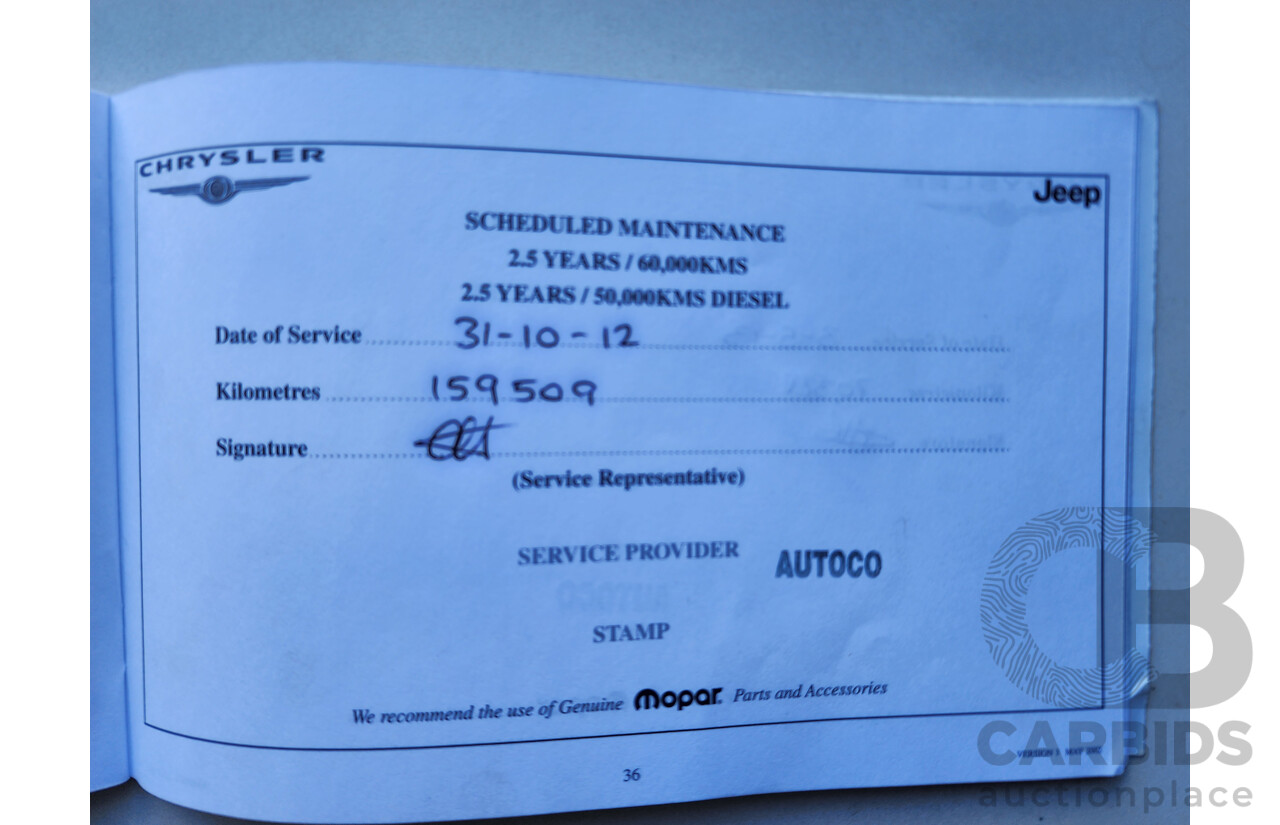 CHRYSLER
Jeep
SCHEDULED MAINTENANCE
2.5 YEARS / 60,000KMS
2.5 YEARS / 50,000KMS DIESEL
Date of Service 31-10-12
Kilometres 159509
Signature
(Service Representative)
SERVICE PROVIDER AUTOCO
STAMP
We recommend the use of Genuine Mopar. Parts and Accessories
VERSION
36
CB
CARBIDS
auctionplace